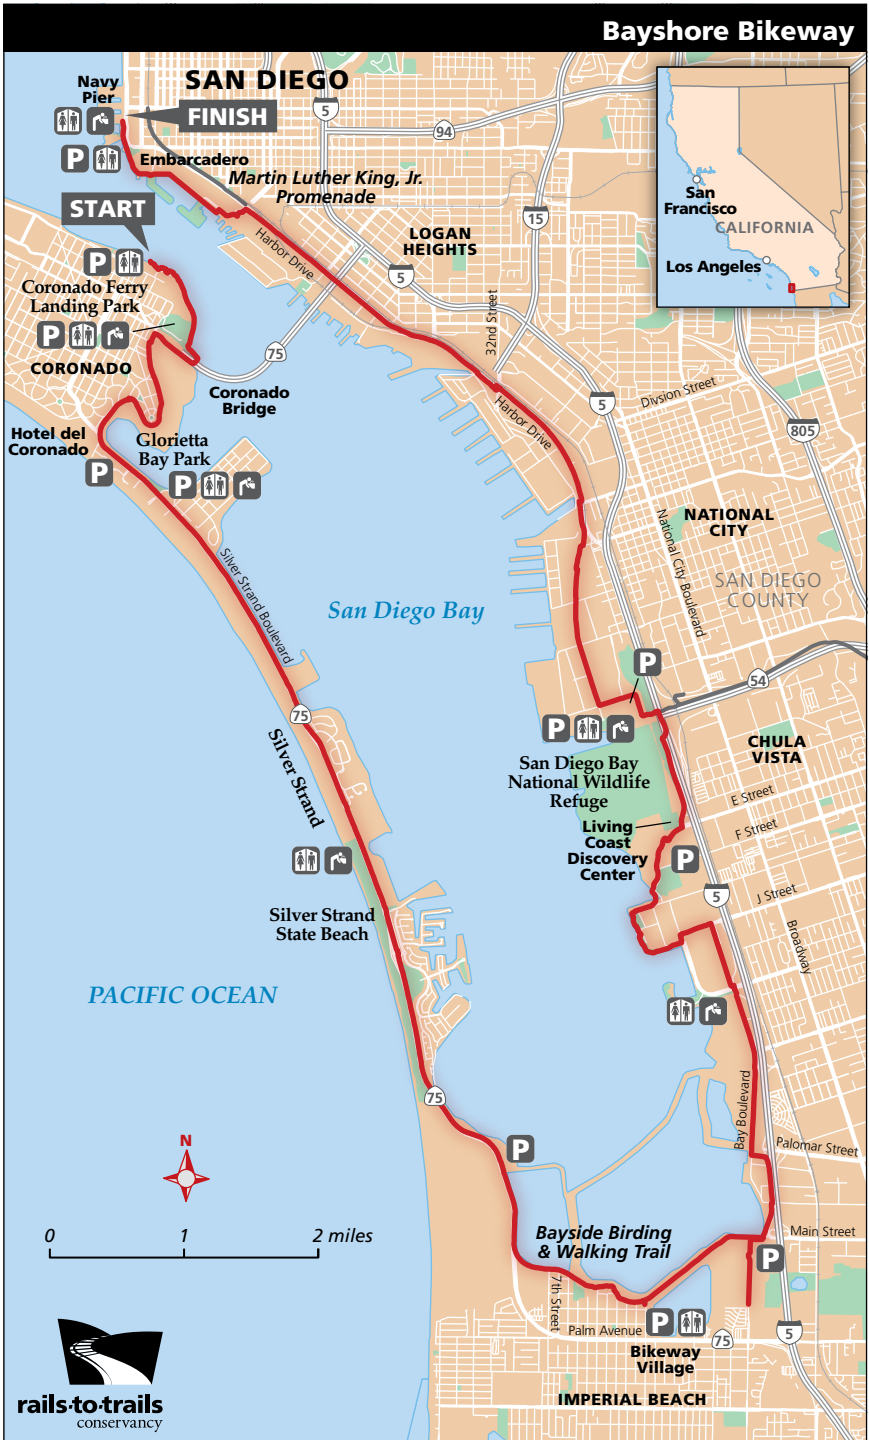 Bayshore Bikeway
Navy
Pier
SAN DIEGO
FINISH
5
94
P
Embarcadero
Martin Luther King, Jr.
Promenade
START
LOGAN
HEIGHTS
15
San
Francisco
CALIFORNIA
Los Angeles
P
Coronado Ferry
Landing Park
Harbor Drive
5
P
CORONADO
75
32nd Street
Coronado
Bridge
5
Divsion Street
Harbor Drive
805
Hotel del
Coronado
P
Glorietta
Bay Park
P
NATIONAL
CITY
National City Boulevard
SAN DIEGO
COUNTY
Silver Strand Boulevard
San Diego Bay
P
54
75
Silver Strand
P
San Diego Bay
National Wildlife
Refuge
CHULA
VISTA
E Street
F Street
Living
Coast
Discovery
Center
P
5
J Street
Broadway
Silver Strand
State Beach
PACIFIC OCEAN
75
Bay Boulevard
Palomar Street
N
P
0 1 2 miles
Bayside Birding
& Walking Trail
Main Street
P
7th Street
Palm Avenue
P
75
5
Bikeway
Village
IMPERIAL BEACH
rails-to-trails
conservancy